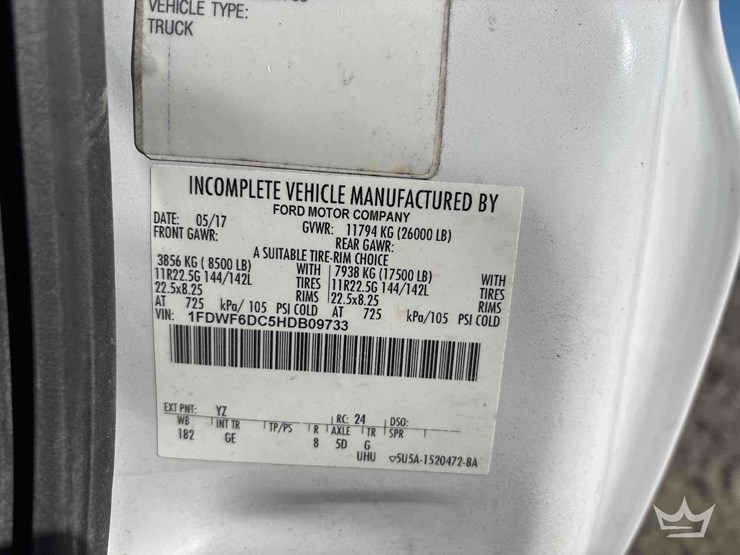 VEHICLE TYPE:
TRUCK
INCOMPLETE VEHICLE MANUFACTURED BY
FORD MOTOR COMPANY
DATE: 05/17 GVWR: 11794 KG (26000 LB)
FRONT GAWR: REAR GAWR:
A SUITABLE TIRE-RIM CHOICE
3856 KG ( 8500 LB) WITH 7938 KG (17500 LB) WITH
11R22.5G 144/142L TIRES 11R22.5G 144/142L TIRES
22.5x8.25 RIMS 22.5x8.25 RIMS
AT 725 kPa/ 105 PSI COLD AT 725 kPa/105 PSI COLD
VIN: 1FDWF6DC5HDB09733
EXT PNT: YZ RC: 24 DSO:
WB INT TR TP/PS R AXLE TR SPR
182 GE 8 5D G
UHU ▽5U5A-1520472-BA